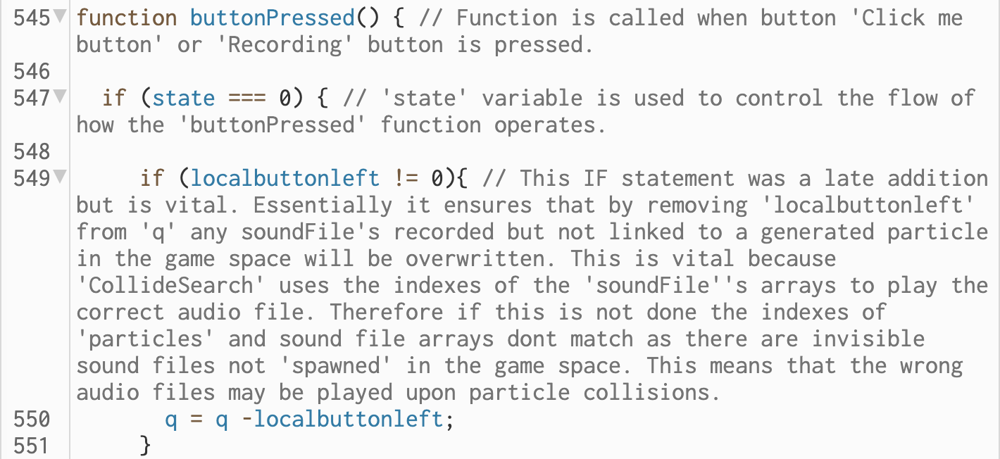 545 function buttonPressed() { // Function is called when button 'Click me
button' or 'Recording' button is pressed.
546
547 if (state === 0) { // 'state' variable is used to control the flow of
how the 'buttonPressed' function operates.
548
549 if (localbuttonleft != 0){ // This IF statement was a late addition
but is vital. Essentially it ensures that by removing 'localbuttonleft'
from 'q' any soundFile's recorded but not linked to a generated particle
in the game space will be overwritten. This is vital because
'CollideSearch' uses the indexes of the 'soundFile''s arrays to play the
correct audio file. Therefore if this is not done the indexes of
'particles' and sound file arrays dont match as there are invisible
sound files not 'spawned' in the game space. This means that the wrong
audio files may be played upon particle collisions.
550 q = q -localbuttonleft;
551 }